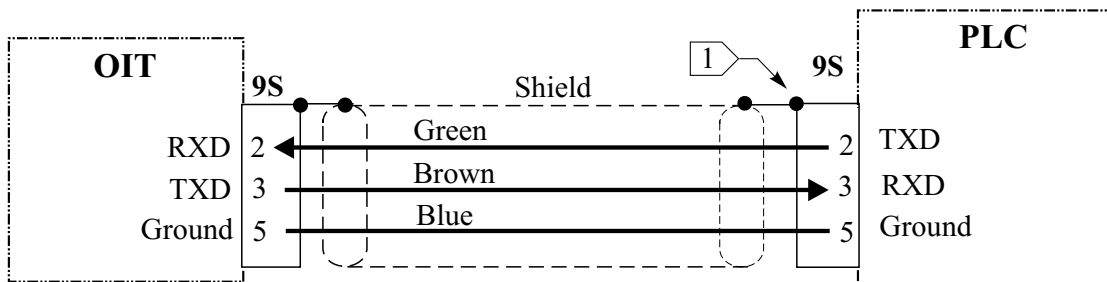 OIT
PLC
1
9S
9S
Shield
RXD 2
Green
2 TXD
TXD 3
Brown
3 RXD
Ground 5
Blue
5 Ground